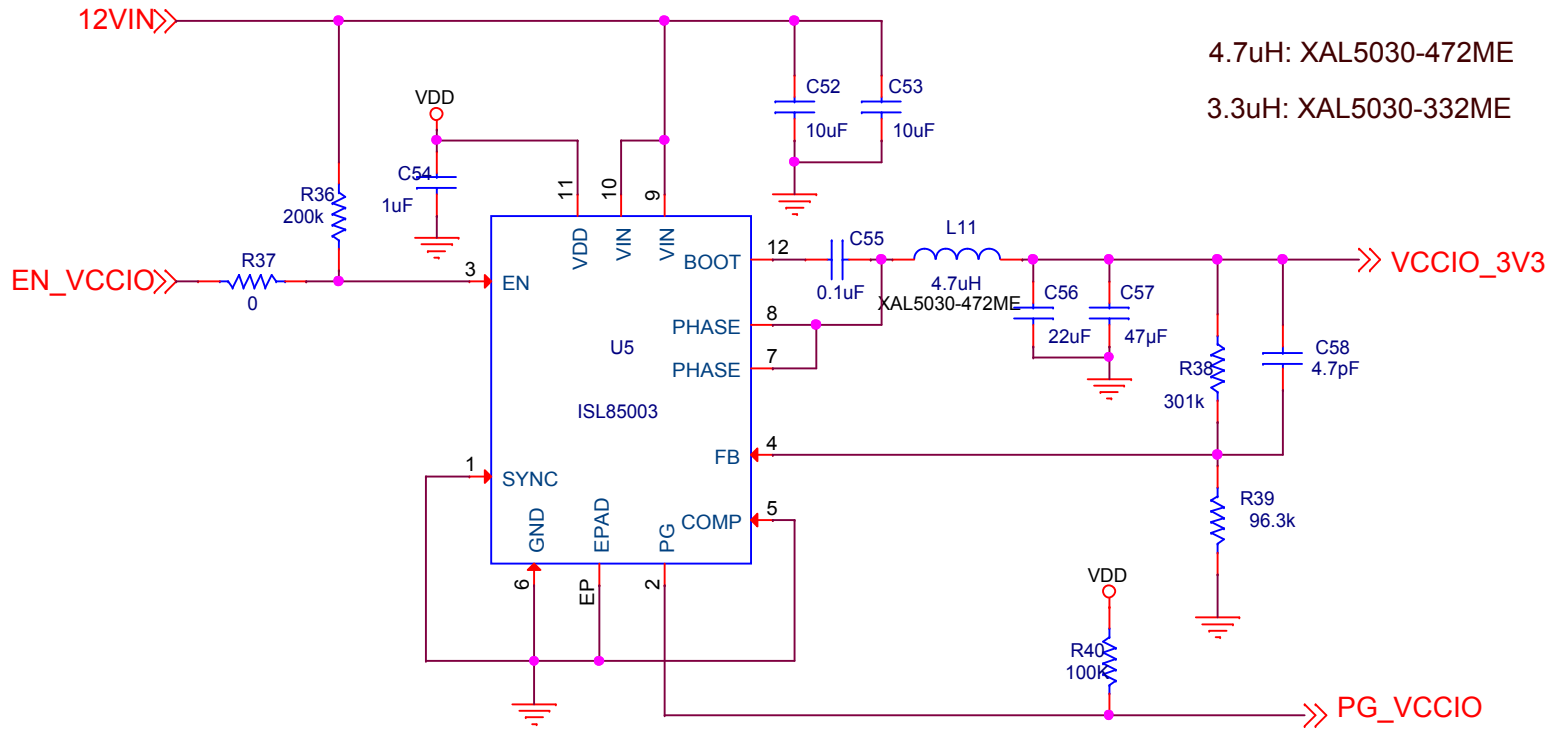 12VIN
4.7uH: XAL5030-472ME
3.3uH: XAL5030-332ME
VDD
C52
10uF
C53
10uF
C54
1uF
R36
200k
11
10
9
VDD
VIN
VIN
EN_VCCIO
R37
0
3
EN
BOOT
12
C55
0.1uF
L11
4.7uH
XAL5030-472ME
VCCIO_3V3
PHASE
8
PHASE
7
U5
ISL85003
C56
22uF
C57
47µF
R38
301k
C58
4.7pF
FB
4
1
SYNC
COMP
5
R39
96.3k
GND
EPAD
PG
6
EP
2
VDD
R40
100K
PG_VCCIO